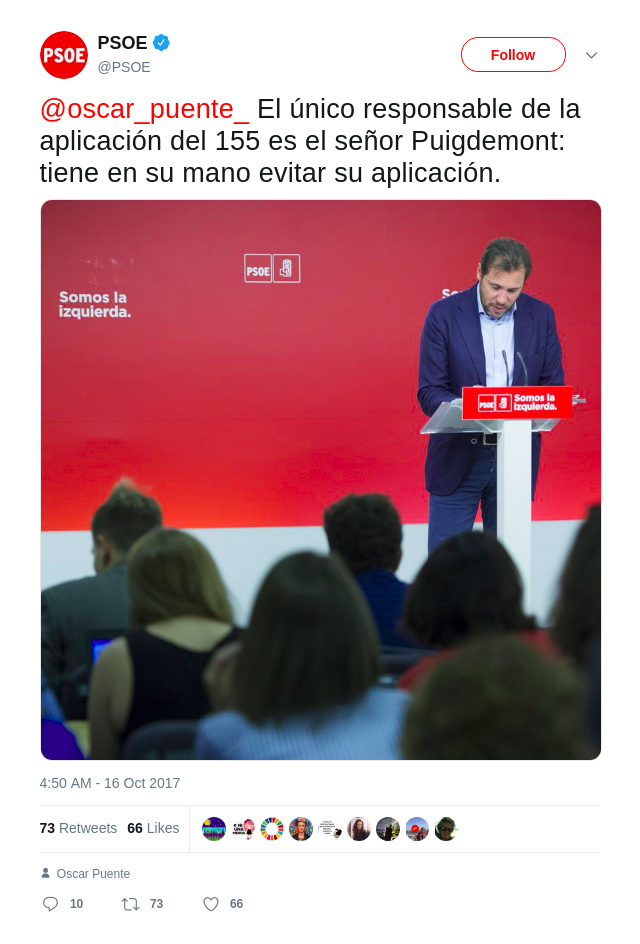 PSOE
PSOE
@PSOE
Follow
@oscar_puente_ El único responsable de la
aplicación del 155 es el señor Puigdemont:
tiene en su mano evitar su aplicación.
PSOE
Somos la
izquierda.
So
PSOE
Somos la
izquierda.
4:50 AM - 16 Oct 2017
73 Retweets 66 Likes
Oscar Puente
10 73 66